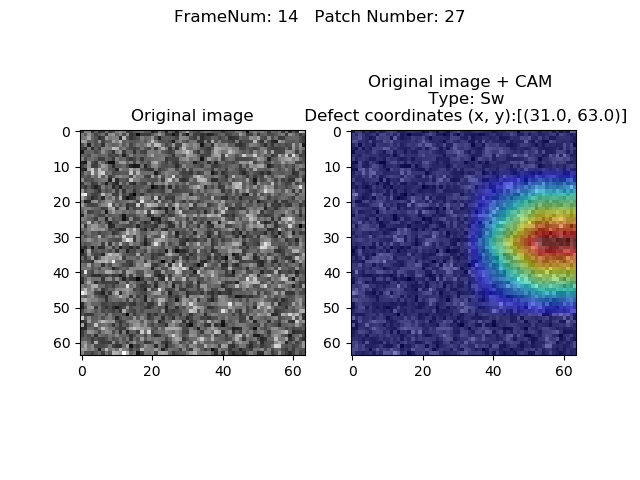 FrameNum: 14   Patch Number: 27
Original image
0
10
20
30
40
50
60
0 20 40 60
Original image + CAM
Type: Sw
Defect coordinates (x, y):[(31.0, 63.0)]
0
10
20
30
40
50
60
0 20 40 60